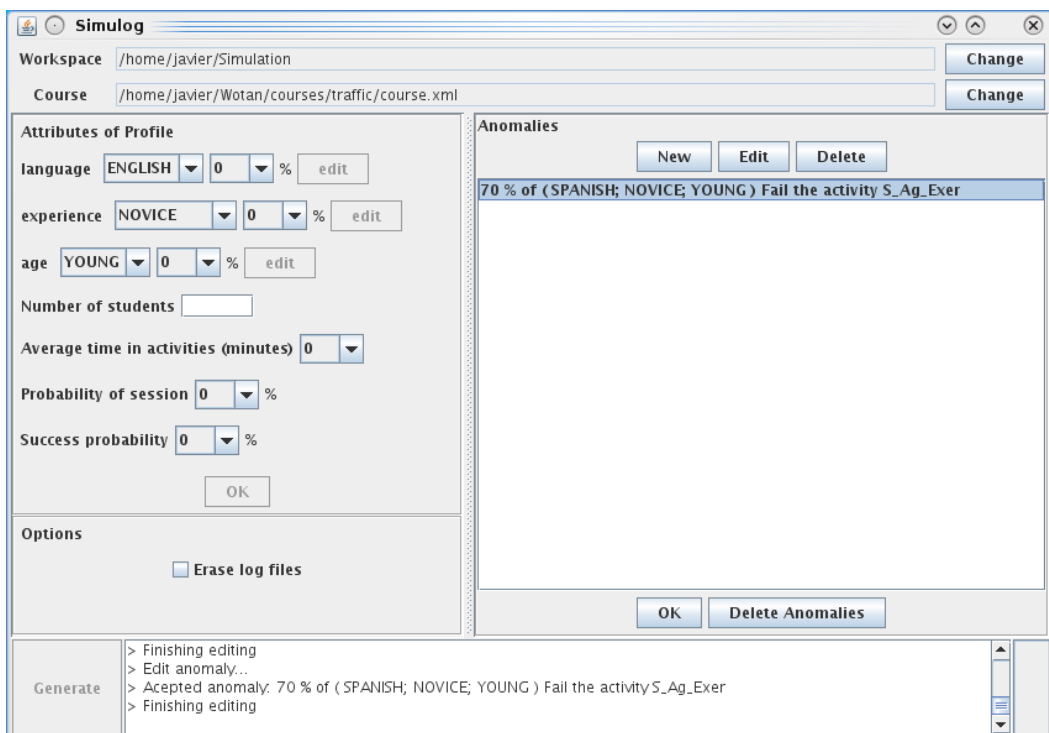 Simulog
Workspace /home/javier/Simulation Change
Course /home/javier/Wotan/courses/traffic/course.xml Change
Attributes of Profile
language ENGLISH 0 % edit
experience NOVICE 0 % edit
age YOUNG 0 % edit
Number of students
Average time in activities (minutes) 0
Probability of session 0 %
Success probability 0 %
OK
Options
Erase log files
Anomalies
New Edit Delete
70 % of ( SPANISH; NOVICE; YOUNG ) Fail the activity S_Ag_Exer
OK Delete Anomalies
Generate
> Finishing editing
> Edit anomaly...
> Acepted anomaly: 70 % of ( SPANISH; NOVICE; YOUNG ) Fail the activity S_Ag_Exer
> Finishing editing